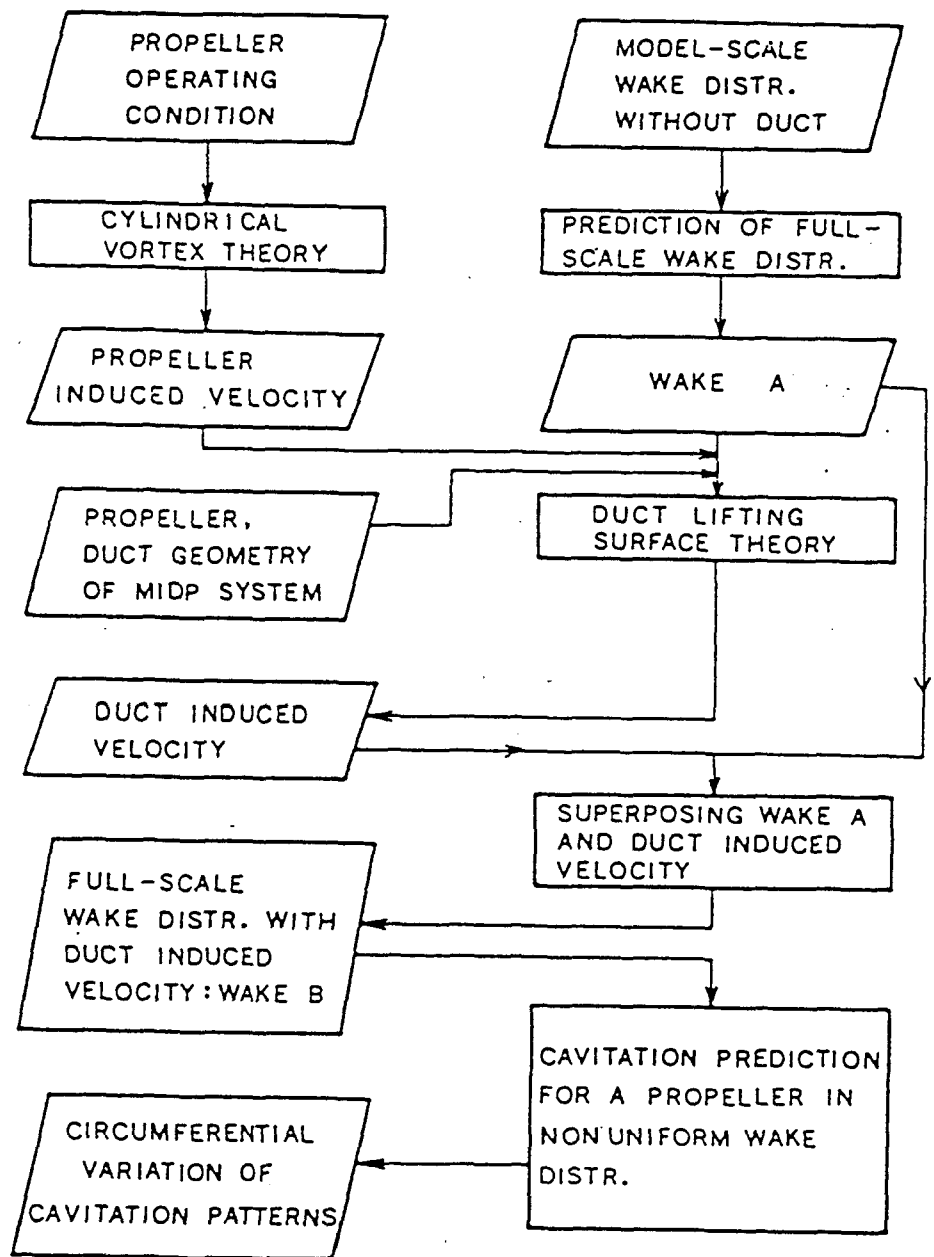 PROPELLER
OPERATING
CONDITION
MODEL-SCALE
WAKE DISTR.
WITHOUT DUCT
CYLINDRICAL
VORTEX THEORY
PREDICTION OF FULL-
SCALE WAKE DISTR.
PROPELLER
INDUCED VELOCITY
WAKE A
PROPELLER,
DUCT GEOMETRY
OF MIDP SYSTEM
DUCT LIFTING
SURFACE THEORY
DUCT INDUCED
VELOCITY
SUPERPOSING WAKE A
AND DUCT INDUCED
VELOCITY
FULL-SCALE
WAKE DISTR. WITH
DUCT INDUCED
VELOCITY: WAKE B
CAVITATION PREDICTION
FOR A PROPELLER IN
NONUNIFORM WAKE
DISTR.
CIRCUMFERENTIAL
VARIATION OF
CAVITATION PATTERNS